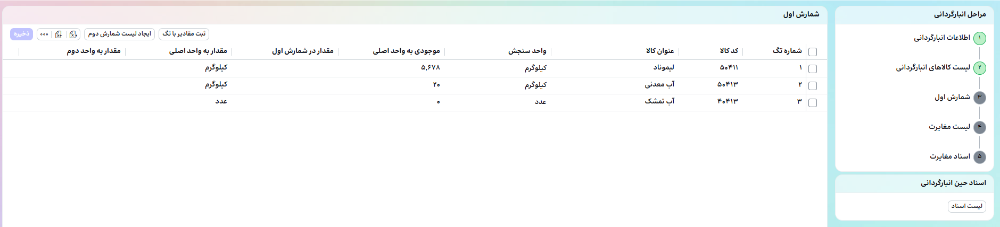 مراحل انبارگردانی
۱ اطلاعات انبارگردانی
۲ لیست کالاهای انبارگردانی
۳ شمارش اول
۴ لیست مغایرت
۵ اسناد مغایرت
اسناد حین انبارگردانی
لیست اسناد
شمارش اول
ثبت مقادیر با تگ ایجاد لیست شمارش دوم ذخیره
شماره تگ کد کالا عنوان کالا واحد سنجش موجودی به واحد اصلی مقدار در شمارش اول مقدار به واحد اصلی مقدار به واحد دوم
۱ ۵۰۴۱۱ لیموناد کیلوگرم ۵,۶۷۸ کیلوگرم
۲ ۵۰۴۱۳ آب معدنی کیلوگرم ۲۰ کیلوگرم
۳ ۴۰۴۱۳ آب تمشک عدد ۰ عدد